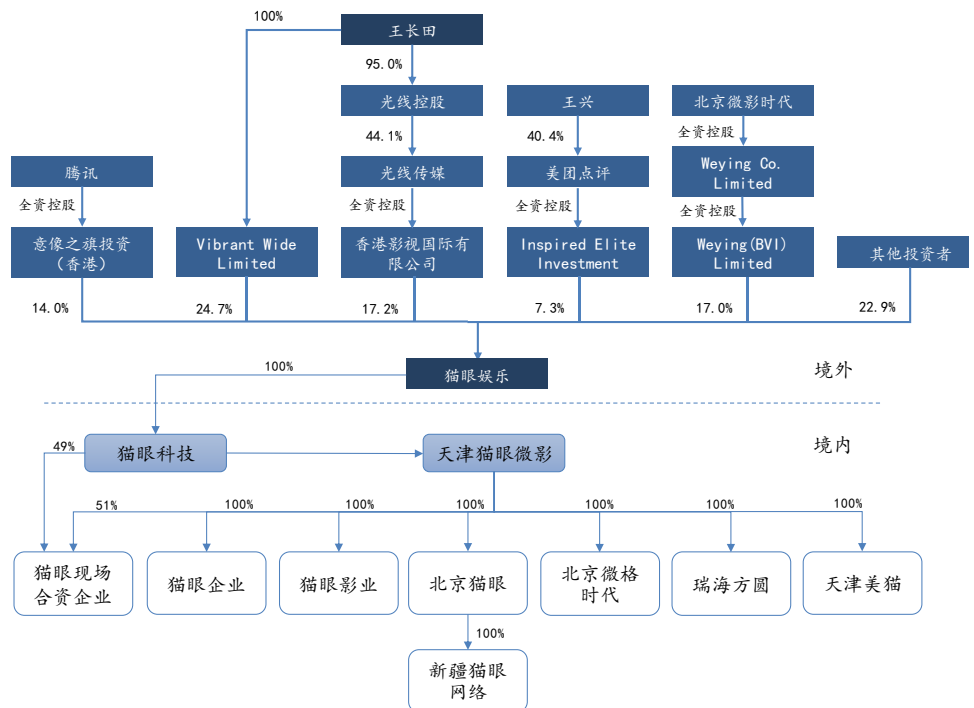 王长田
100%
95.0%
光线控股
王兴
北京微影时代
44.1%
40.4%
全资控股
腾讯
光线传媒
美团点评
Weying Co.
Limited
全资控股
全资控股
全资控股
意像之旗投资
(香港)
Vibrant Wide
Limited
香港影视国际有
限公司
Inspired Elite
Investment
Weying(BVI)
Limited
其他投资者
14.0%
24.7%
17.2%
7.3%
17.0%
22.9%
100%
猫眼娱乐
境外
境内
49%
猫眼科技
天津猫眼微影
51%
100%
100%
100%
100%
100%
100%
猫眼现场
合资企业
猫眼企业
猫眼影业
北京猫眼
北京微格
时代
瑞海方圆
天津美猫
100%
新疆猫眼
网络